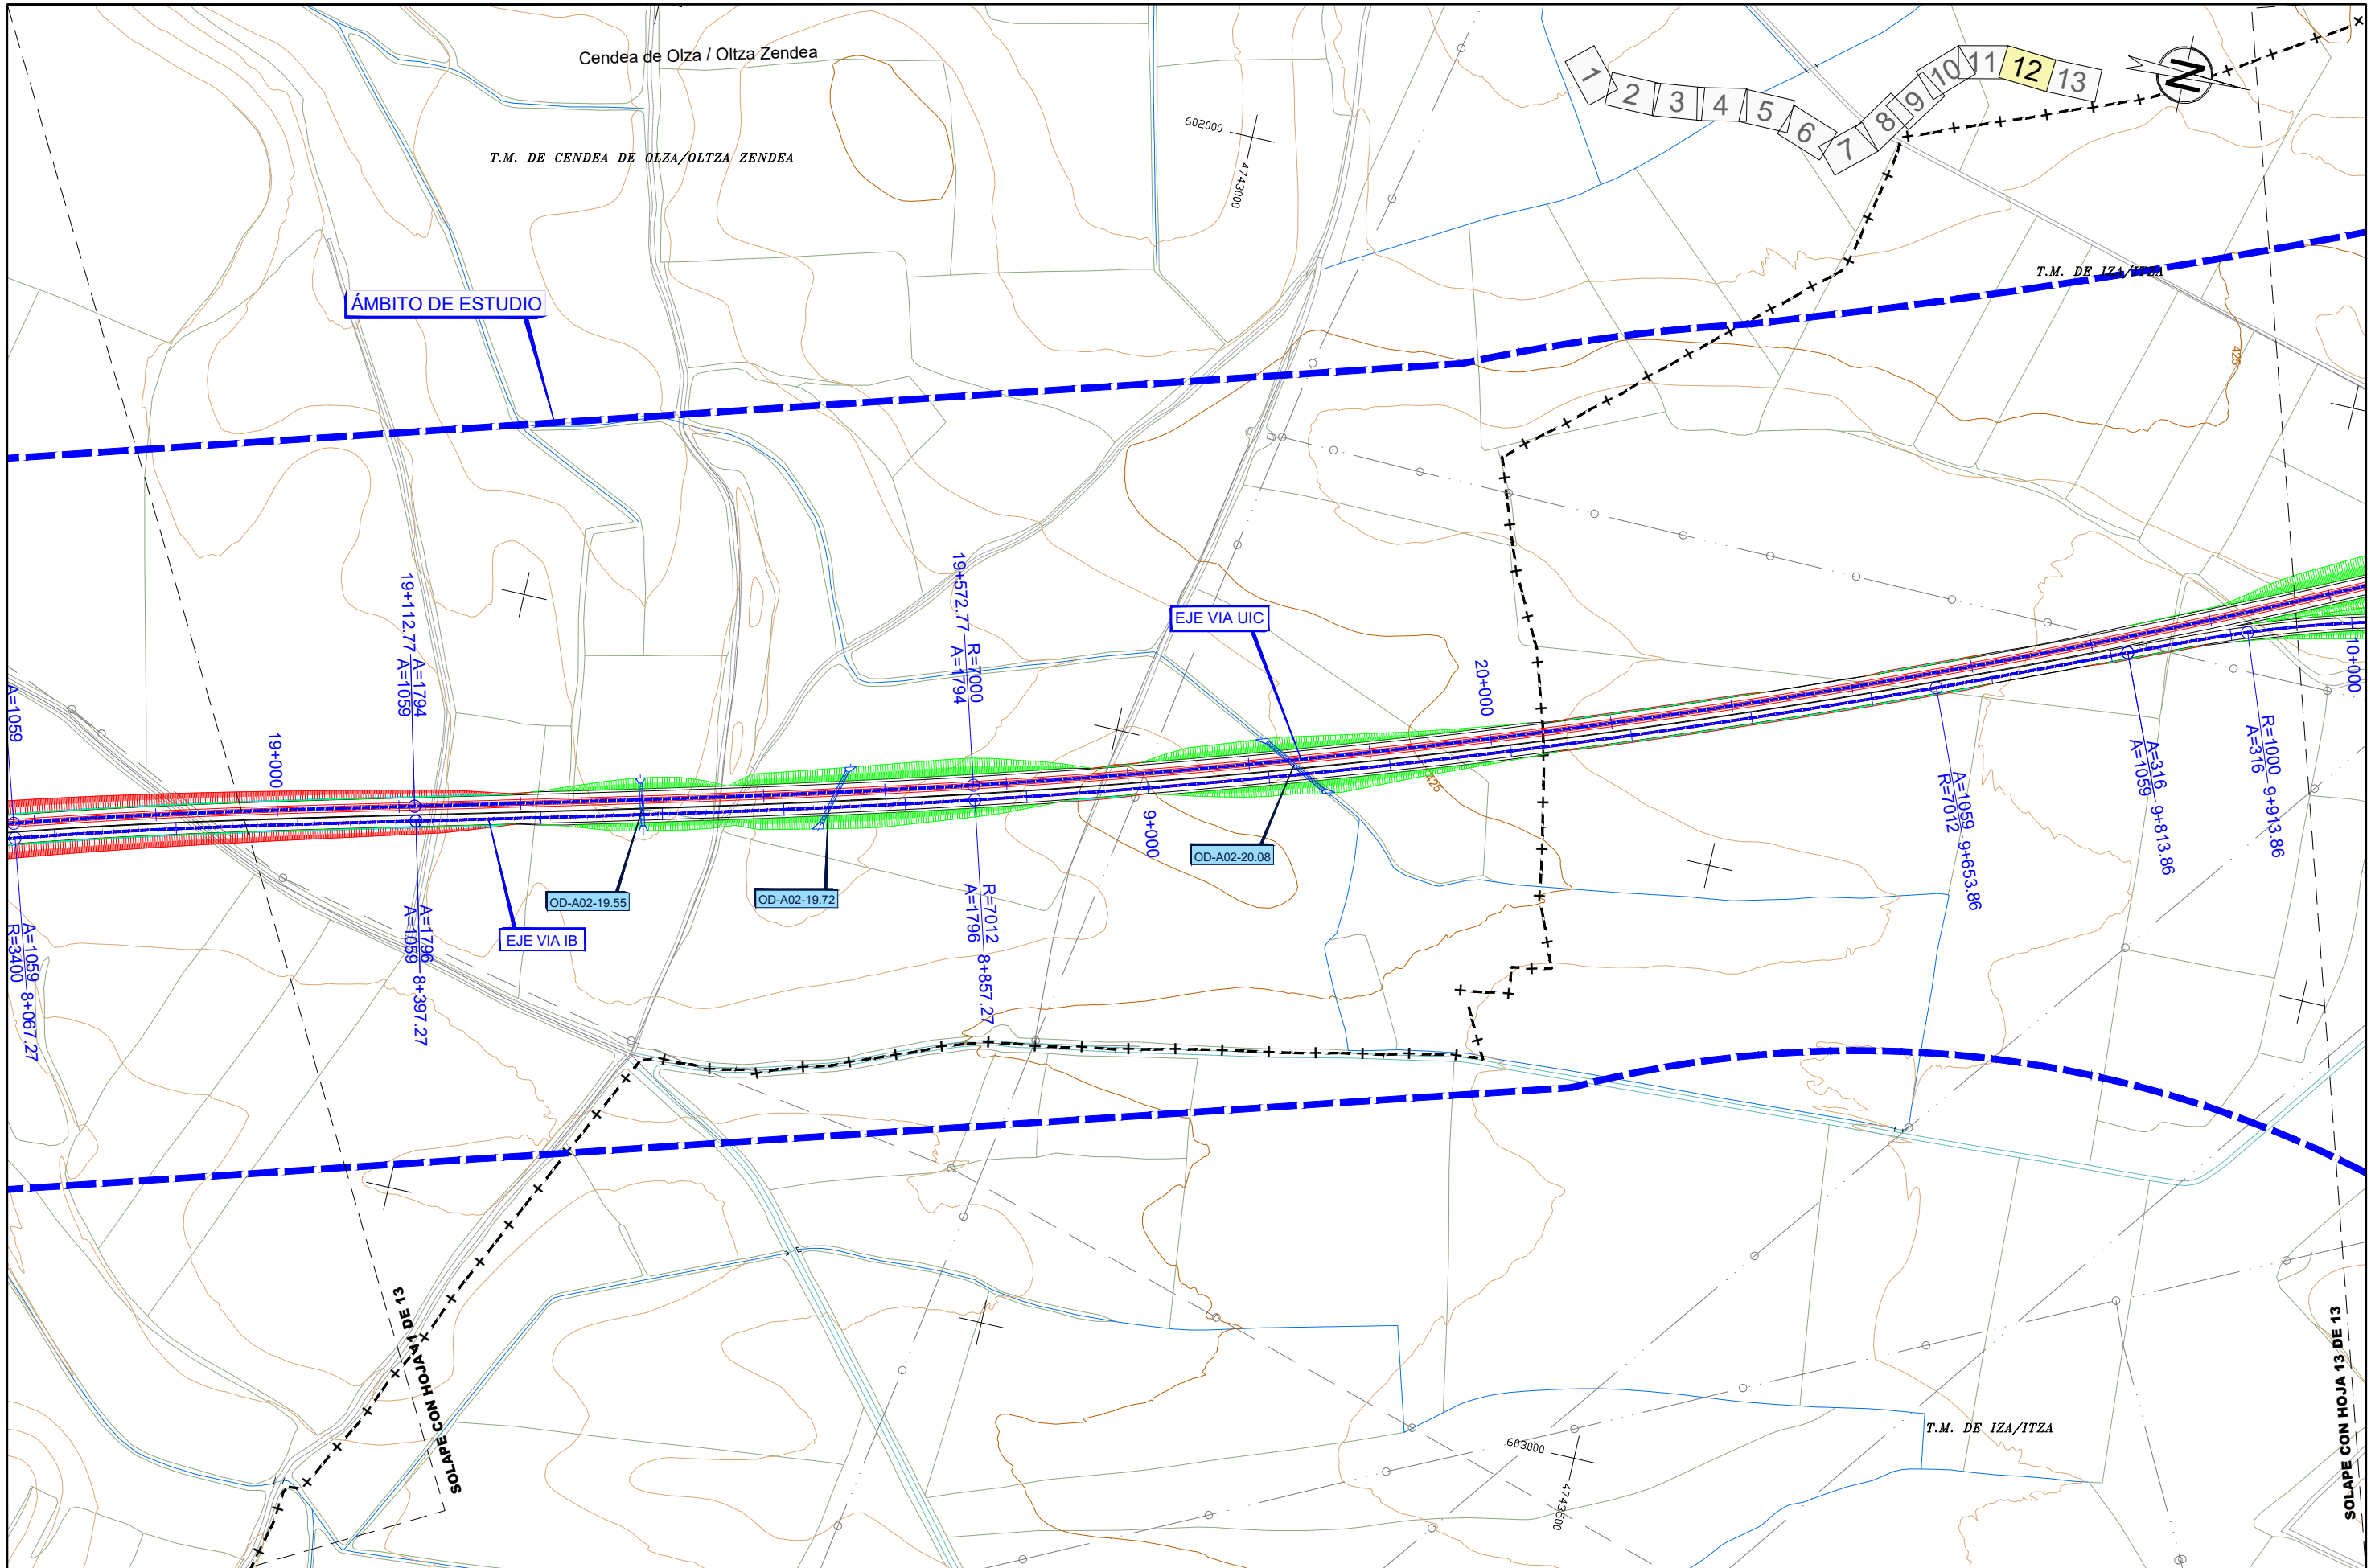 Cendea de Olza / Oltza Zendea
T.M. DE CENDEA DE OLZA/OLTZA ZENDEA
602000
4743000
1
2
3
4
5
6
7
8
9
10
11
12
13
N
T.M. DE IZA/ITZA
ÁMBITO DE ESTUDIO
425
EJE VIA UIC
19+112.77
A=1794
A=1059
19+572.77
R=7000
A=1794
20+000
19+000
A=1059
10+000
R=1000
A=316
9+913.86
A=316
A=1059
9+813.86
A=1059
R=7012
9+653.86
425
9+000
OD-A02-20.08
OD-A02-19.55
OD-A02-19.72
EJE VIA IB
A=1059
R=3400
8+067.27
A=1796
A=1059
8+397.27
R=7012
A=1796
8+857.27
SOLAPE CON HOJA 11 DE 13
SOLAPE CON HOJA 13 DE 13
T.M. DE IZA/ITZA
603000
4743500